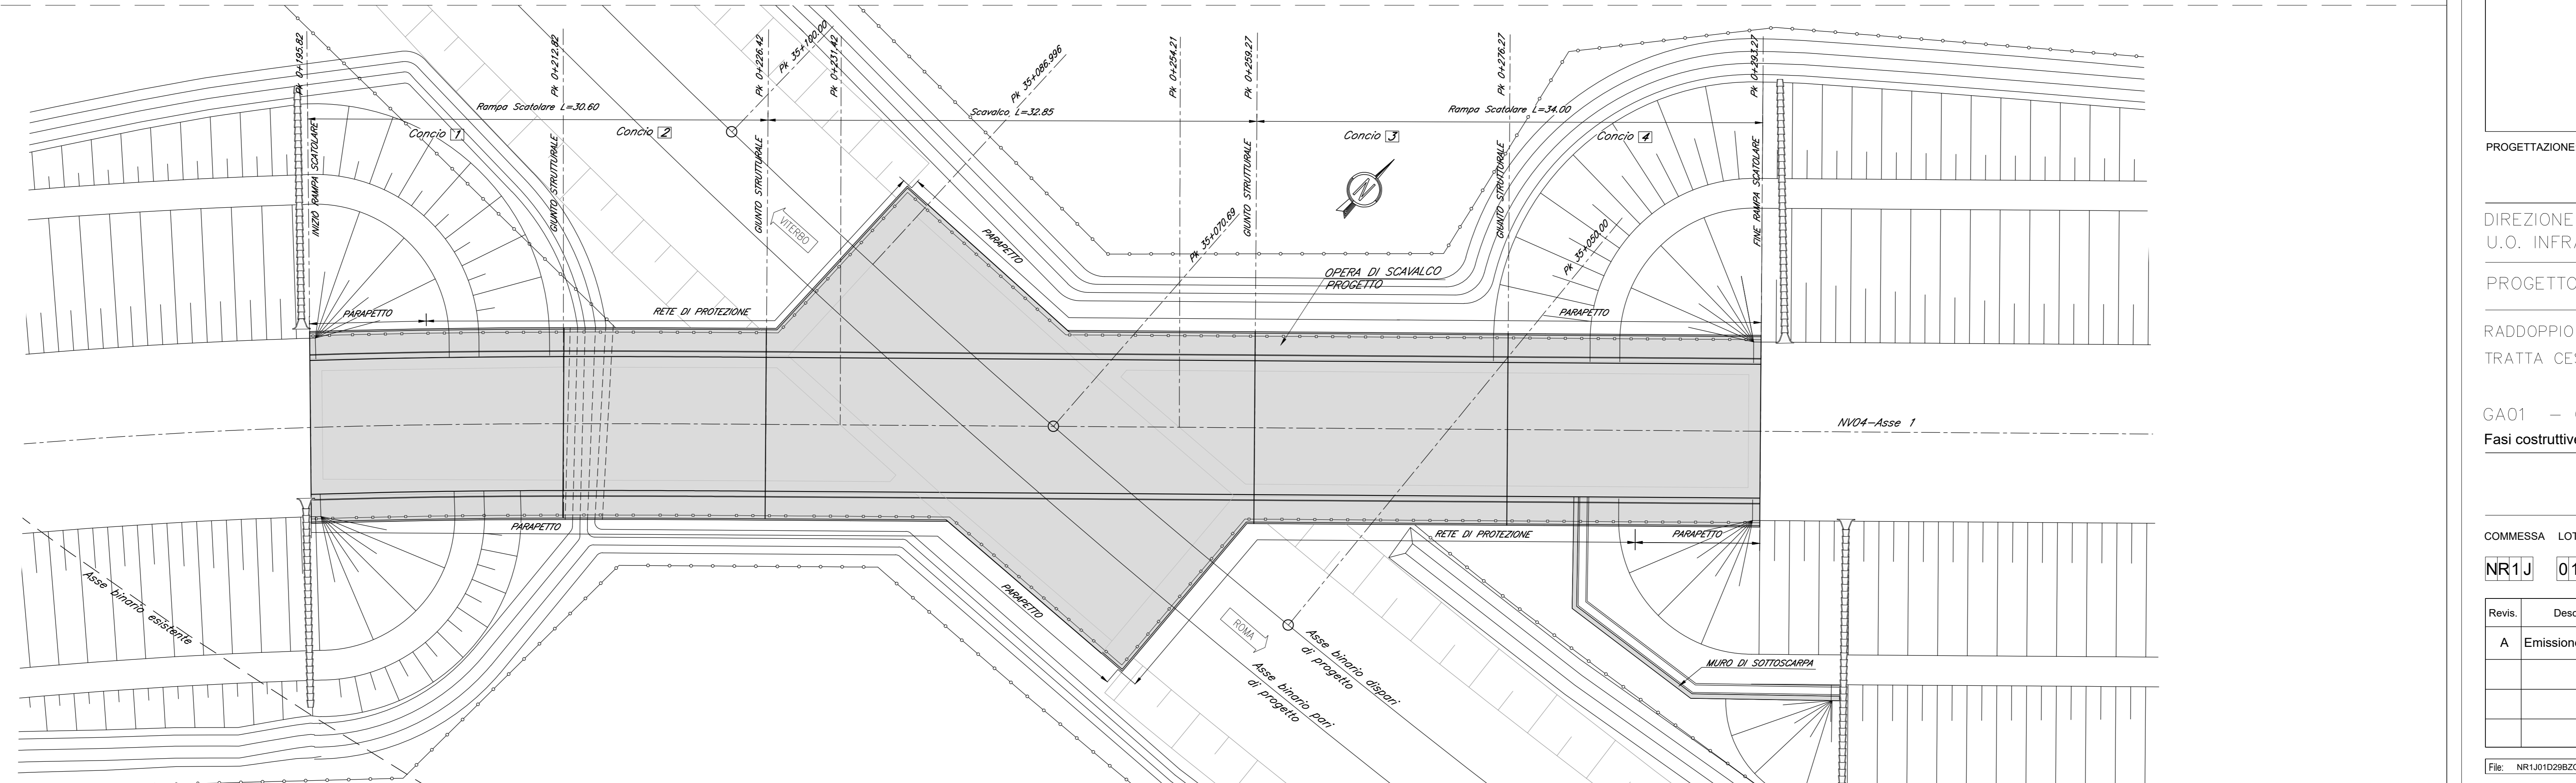 Pk 0+195.82
Pk 0+212.82
Pk 0+226.42
Pk 35+100.00
Pk 0+231.42
Pk 35+086.996
Pk 0+254.21
Pk 0+259.27
Pk 0+276.27
Pk 0+293.27
Rampa Scatolare L=30.60
Scavalco L=32.85
Rampa Scatolare L=34.00
Concio 1
Concio 2
Concio 3
Concio 4
INIZIO RAMPA SCATOLARE
GIUNTO STRUTTURALE
GIUNTO STRUTTURALE
GIUNTO STRUTTURALE
GIUNTO STRUTTURALE
FINE RAMPA SCATOLARE
N
VITERBO
Pk 35+070.69
Pk 35+050.00
PARAPETTO
OPERA DI SCAVALCO
PROGETTO
PARAPETTO
RETE DI PROTEZIONE
PARAPETTO
NV04-Asse 1
PARAPETTO
RETE DI PROTEZIONE
PARAPETTO
Asse binario esistente
PARAPETTO
ROMA
Asse binario dispari
di progetto
Asse binario pari
di progetto
MURO DI SOTTOSCARPA
PROGETTAZIONE
DIREZIONE
U.O. INFRA
PROGETTO
RADDOPPIO
TRATTA CES
GA01 –
Fasi costruttive
COMMESSA LOT
NR1J 01
Revis. Desc
A Emissione
File: NR1J01D29BZ